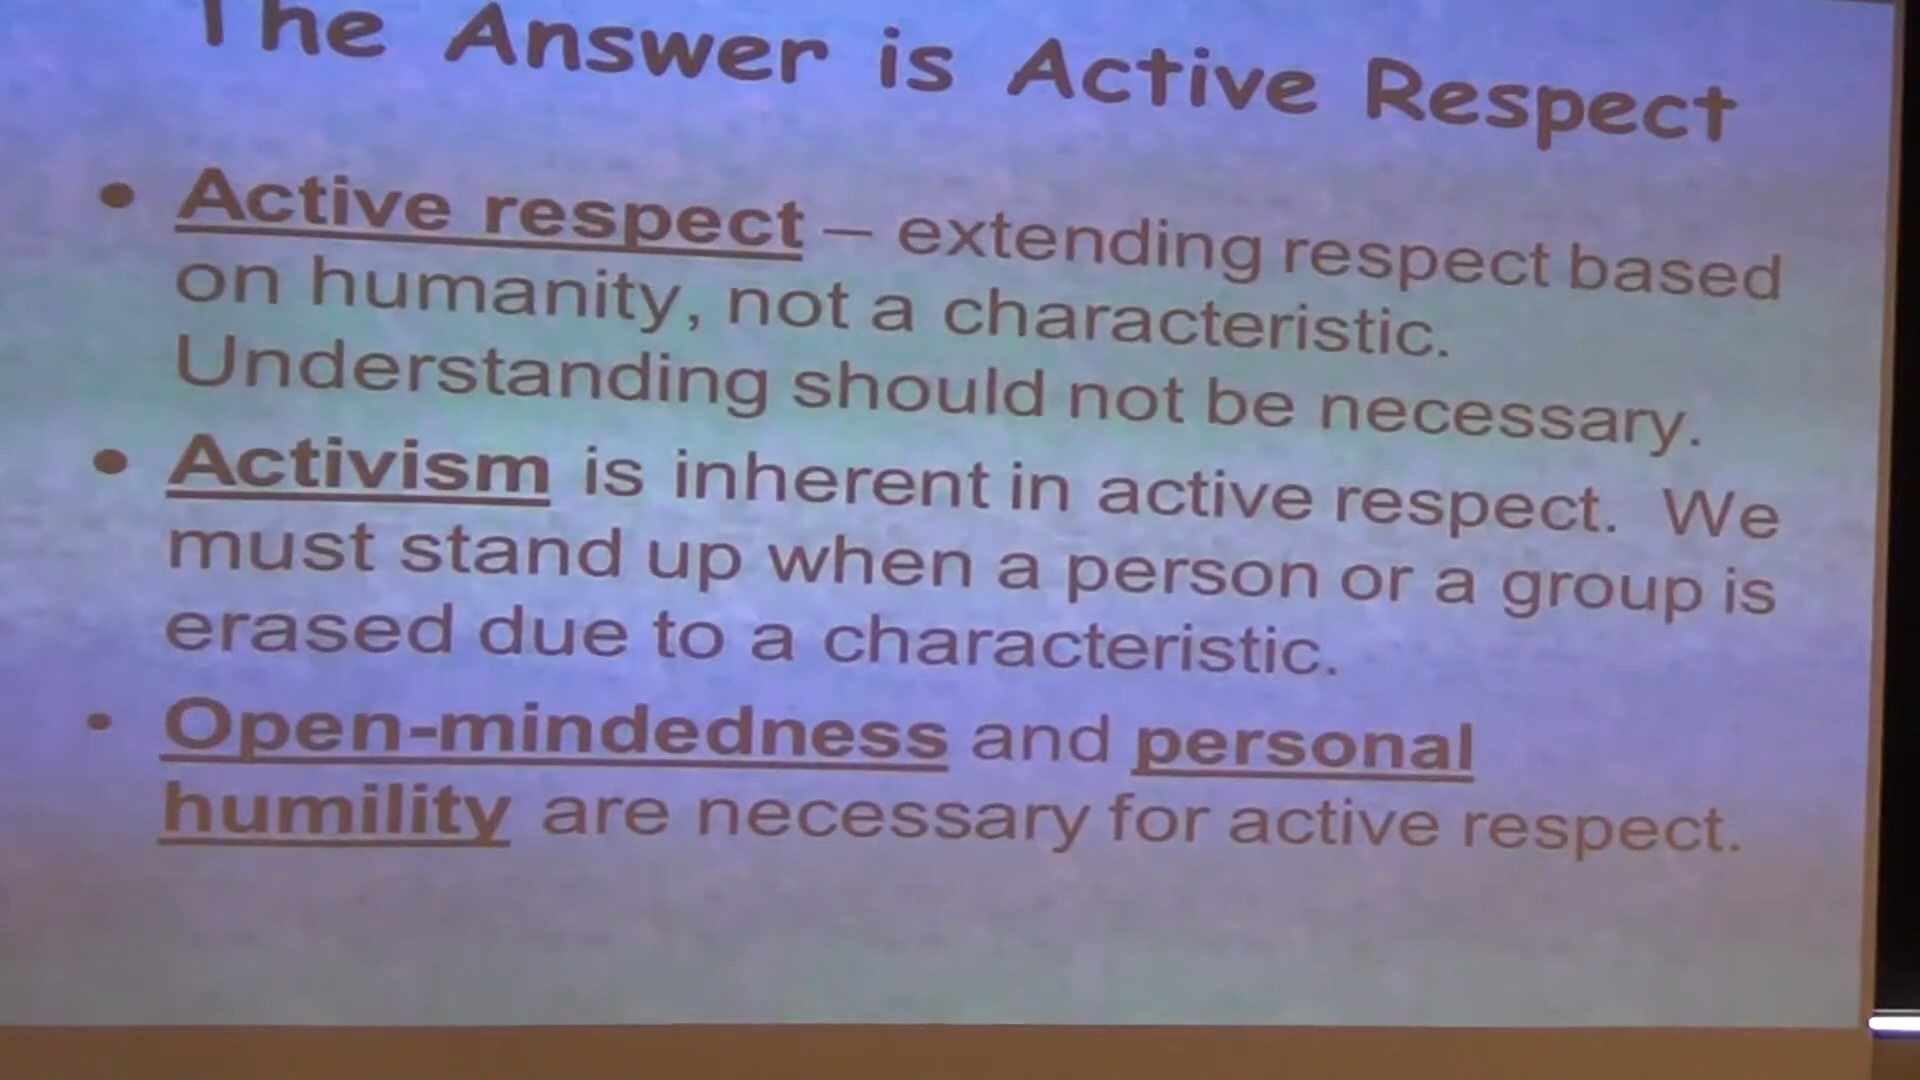 The Answer is Active Respect
• Active respect – extending respect based
on humanity, not a characteristic.
Understanding should not be necessary.
• Activism is inherent in active respect. We
must stand up when a person or a group is
erased due to a characteristic.
• Open-mindedness and personal
humility are necessary for active respect.